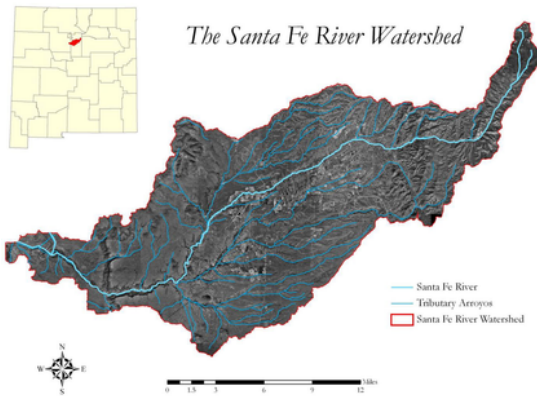 The Santa Fe River Watershed
Santa Fe River
Tributary Arroyos
Santa Fe River Watershed
N
W E
S
Miles
0 1.5 3 6 9 12